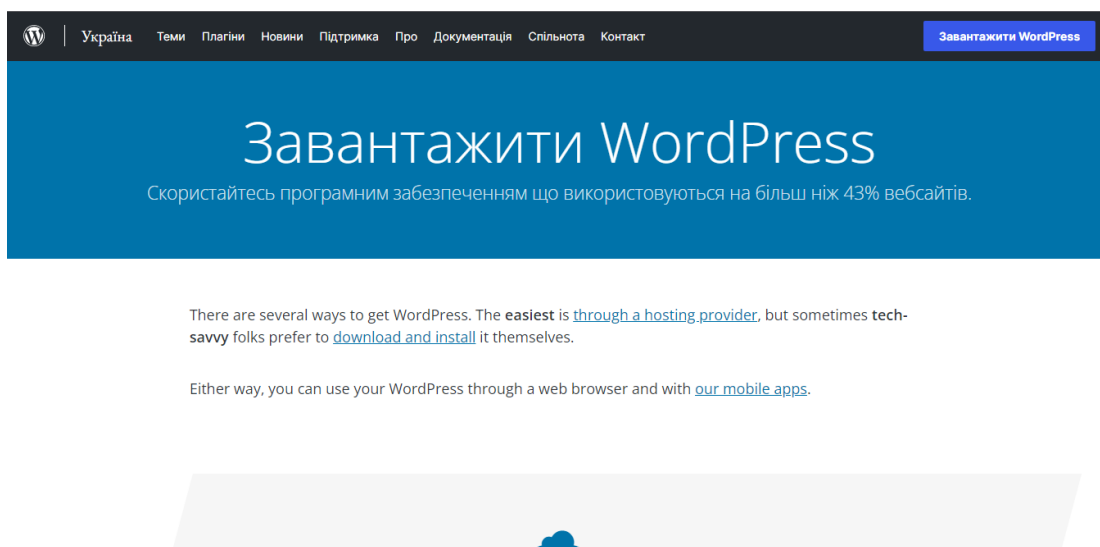 Україна Теми Плагіни Новини Підтримка Про Документація Спільнота Контакт Завантажити WordPress
Завантажити WordPress
Скористайтесь програмним забезпеченням що використовуються на більш ніж 43% вебсайтів.
There are several ways to get WordPress. The easiest is through a hosting provider, but sometimes tech-
savvy folks prefer to download and install it themselves.
Either way, you can use your WordPress through a web browser and with our mobile apps.